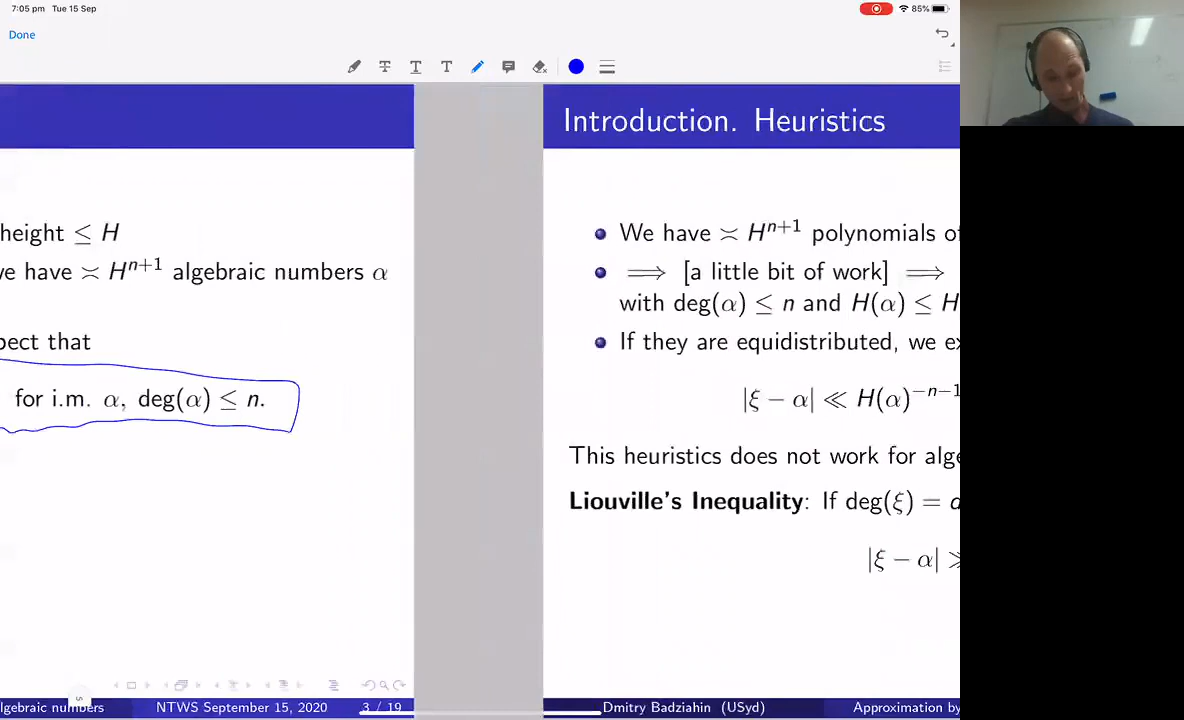 7:05 pm Tue 15 Sep
85%
Done
height ≤ H
ve have ≍ H^{n+1} algebraic numbers α
pect that
for i.m. α, deg(α) ≤ n.
lgebraic numbers
NTWS September 15, 2020
3 / 19
Introduction. Heuristics
We have ≍ H^{n+1} polynomials of
⟹ [a little bit of work] ⟹
with deg(α) ≤ n and H(α) ≤ H
If they are equidistributed, we ex
|ξ − α| ≪ H(α)^{−n−1}
This heuristics does not work for alge
Liouville's Inequality: If deg(ξ) = d
|ξ − α| ≫
Dmitry Badziahin (USyd)
Approximation by